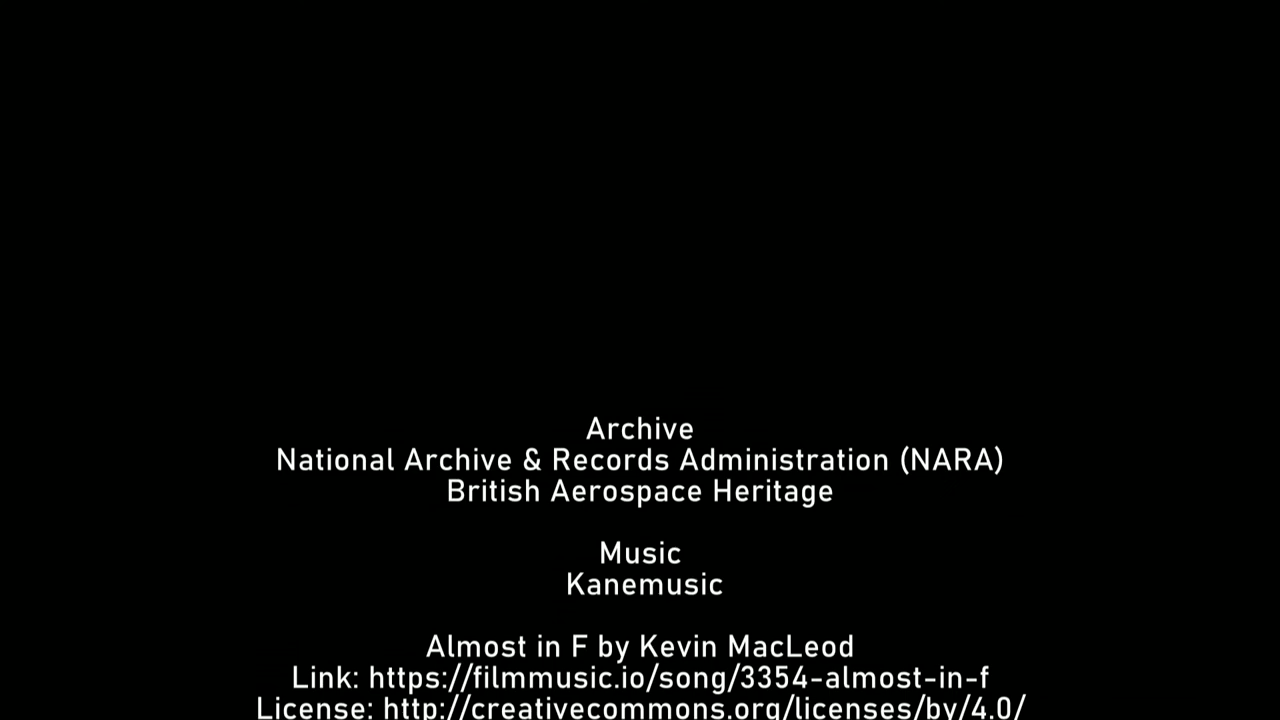 Archive
National Archive & Records Administration (NARA)
British Aerospace Heritage
Music
Kanemusic
Almost in F by Kevin MacLeod
Link: https://filmmusic.io/song/3354-almost-in-f
License: http://creativecommons.org/licenses/by/4.0/